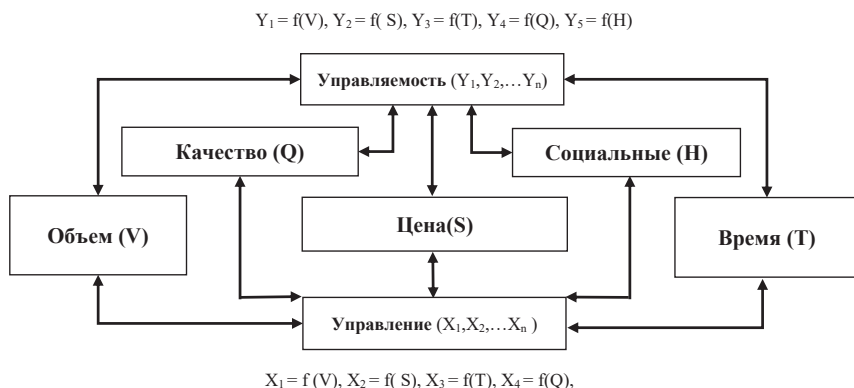 Y₁ = f(V), Y₂ = f( S), Y₃ = f(T), Y₄ = f(Q), Y₅ = f(H)
Управляемость (Y₁,Y₂,…Yₙ)
Качество (Q)
Социальные (H)
Объем (V)
Цена(S)
Время (T)
Управление (X₁,X₂,…Xₙ )
X₁ = f (V), X₂ = f( S), X₃ = f(T), X₄ = f(Q),